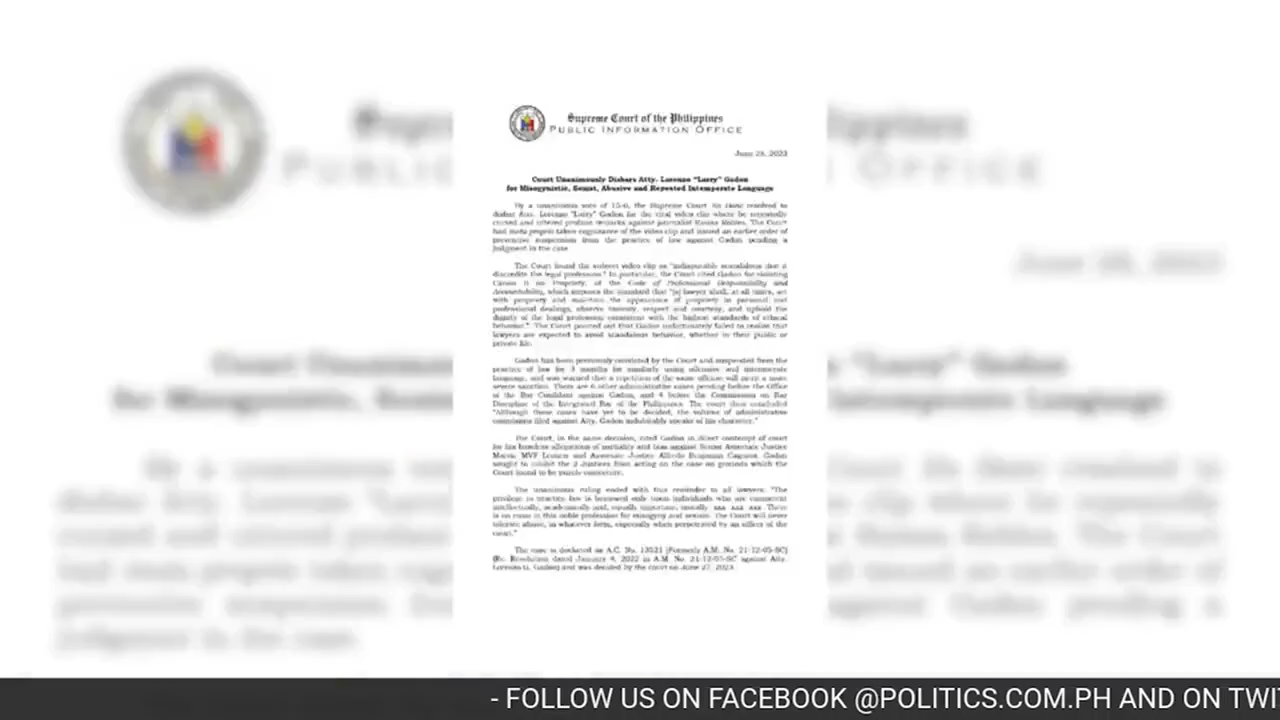 Supreme Court of the Philippines
PUBLIC INFORMATION OFFICE
June 28, 2023
Court Unanimously Disbars Atty. Lorenzo "Larry" Gadon
for Misogynistic, Sexist, Abusive and Repeated Intemperate Language
By a unanimous vote of 15-0, the Supreme Court En Banc resolved to
disbar Atty. Lorenzo "Larry" Gadon for the viral video clip where he repeatedly
cursed and uttered profane remarks against journalist Raissa Robles. The Court
had motu proprio taken cognizance of the video clip and issued an earlier order of
preventive suspension from the practice of law against Gadon pending a
judgment in the case.
The Court found the subject video clip as "indisputably scandalous that it
discredits the legal profession." In particular, the Court cited Gadon for violating
Canon II on Propriety, of the Code of Professional Responsibility and
Accountability, which imposes the standard that "[a] lawyer shall, at all times, act
with propriety and maintain the appearance of propriety in personal and
professional dealings, observe honesty, respect and courtesy, and uphold the
dignity of the legal profession consistent with the highest standards of ethical
behavior." The Court pointed out that Gadon unfortunately failed to realize that
lawyers are expected to avoid scandalous behavior, whether in their public or
private life.
Gadon has been previously convicted by the Court and suspended from the
practice of law for 3 months for similarly using offensive and intemperate
language, and was warned that a repetition of the same offense will merit a more
severe sanction. There are 6 other administrative cases pending before the Office
of the Bar Confidant against Gadon, and 4 before the Commission on Bar
Discipline of the Integrated Bar of the Philippines. The court thus concluded
"Although these cases have yet to be decided, the volume of administrative
complaints filed against Atty. Gadon indubitably speaks of his character."
The Court, in the same decision, cited Gadon in direct contempt of court
for his baseless allegations of partiality and bias against Senior Associate Justice
Marvic MVF Leonen and Associate Justice Alfredo Benjamin Caguioa. Gadon
sought to inhibit the 2 Justices from acting on the case on grounds which the
Court found to be purely conjecture.
The unanimous ruling ended with this reminder to all lawyers: "The
privilege to practice law is bestowed only upon individuals who are competent
intellectually, academically and, equally important, morally. xxx xxx xxx There
is no room in this noble profession for misogyny and sexism. The Court will never
tolerate abuse, in whatever form, especially when perpetrated by an officer of the
court."
The case is docketed as A.C. No. 13521 [Formerly A.M. No. 21-12-05-SC]
(Re: Resolution dated January 4, 2022 in A.M. No. 21-12-05-SC against Atty.
Lorenzo G. Gadon) and was decided by the court on June 27, 2023.
- FOLLOW US ON FACEBOOK @POLITICS.COM.PH AND ON TWI